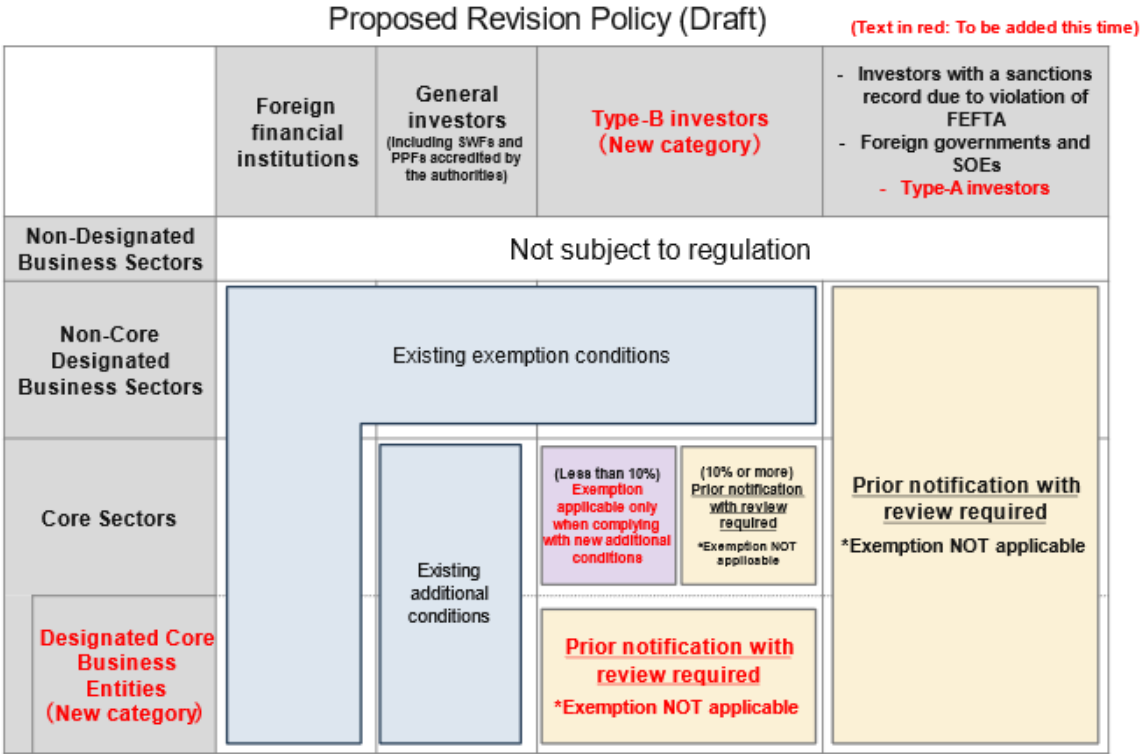 Proposed Revision Policy (Draft)
(Text in red: To be added this time)
Foreign
financial
institutions
General
investors
(including SWFs and
PPFs accredited by
the authorities)
Type-B investors
(New category)
- Investors with a sanctions
record due to violation of
FEFTA
- Foreign governments and
SOEs
- Type-A investors
Non-Designated
Business Sectors
Not subject to regulation
Non-Core
Designated
Business Sectors
Existing exemption conditions
Core Sectors
Existing
additional
conditions
(Less than 10%)
Exemption
applicable only
when complying
with new additional
conditions
(10% or more)
Prior notification
with review
required
*Exemption NOT
applicable
Prior notification with
review required
*Exemption NOT applicable
Designated Core
Business
Entities
(New category)
Prior notification with
review required
*Exemption NOT applicable